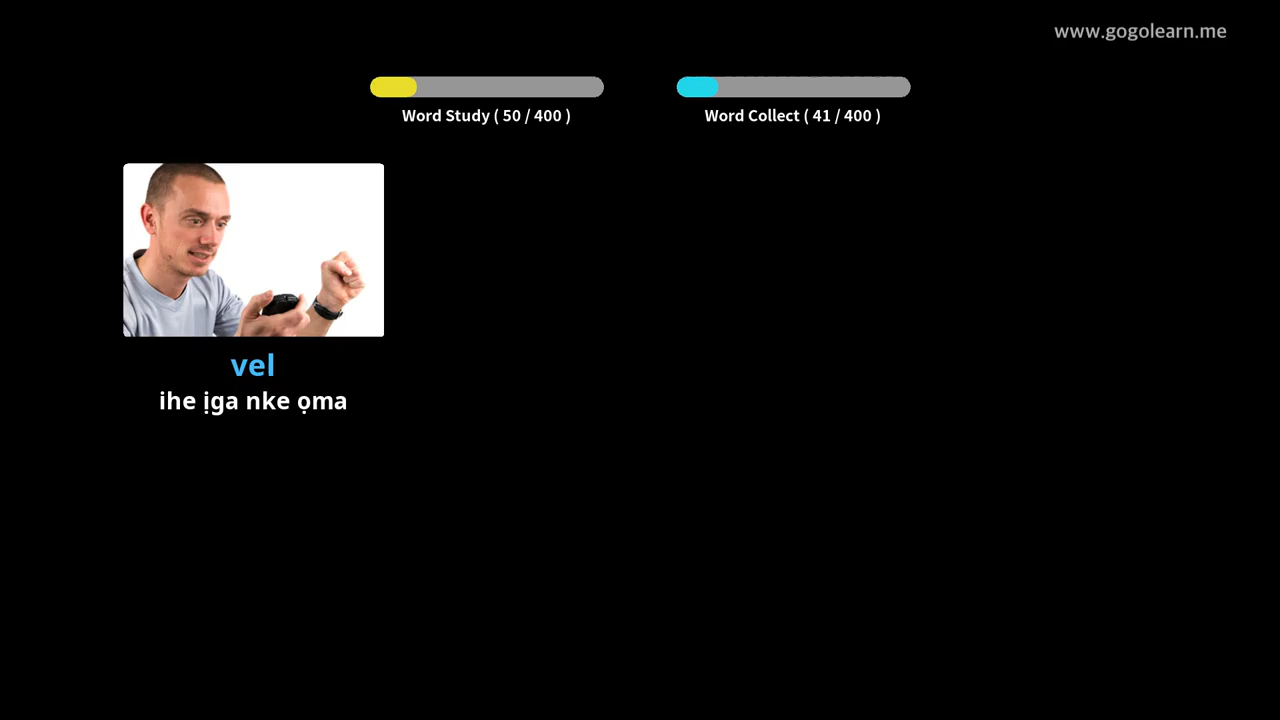 www.gogolearn.me
Word Study ( 50 / 400 )
Word Collect ( 41 / 400 )
vel
ihe ịga nke ọma